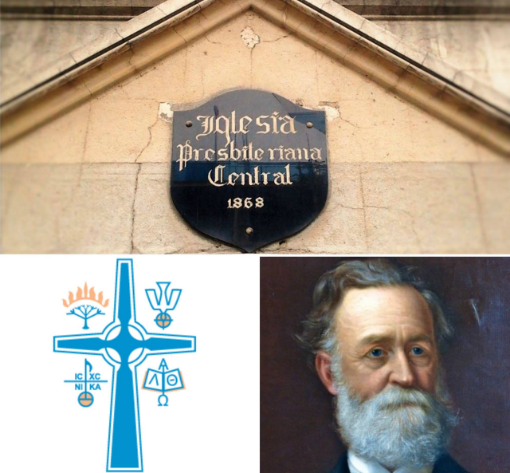 Iglesia
Presbiteriana
Central
1868
IC XC
NI KA
Α
Λ Θ
Ω